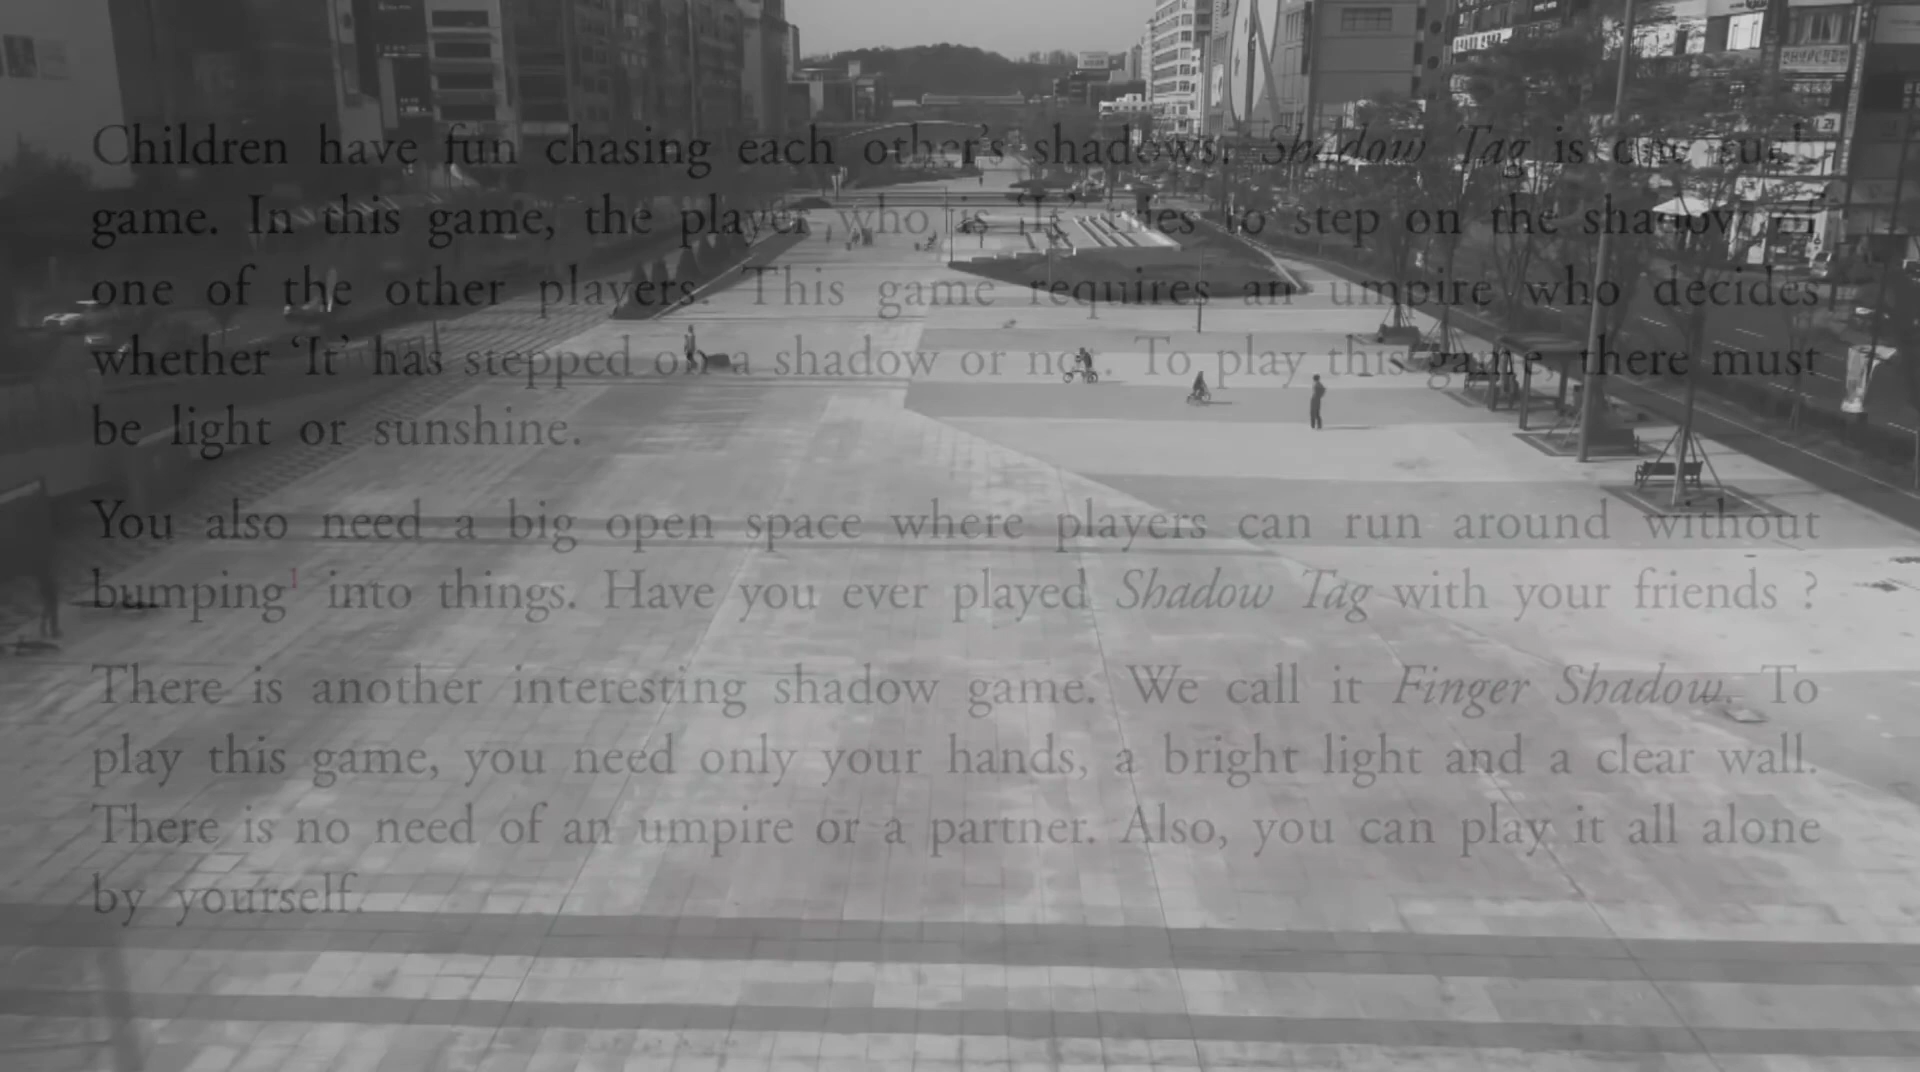 Children have fun chasing each other's shadows. Shadow Tag is one such
game. In this game, the player who is 'It' tries to step on the shadow of
one of the other players. This game requires an umpire who decides
whether 'It' has stepped on a shadow or not. To play this game, there must
be light or sunshine.
You also need a big open space where players can run around without
bumping¹ into things. Have you ever played Shadow Tag with your friends ?
There is another interesting shadow game. We call it Finger Shadow. To
play this game, you need only your hands, a bright light and a clear wall.
There is no need of an umpire or a partner. Also, you can play it all alone
by yourself.